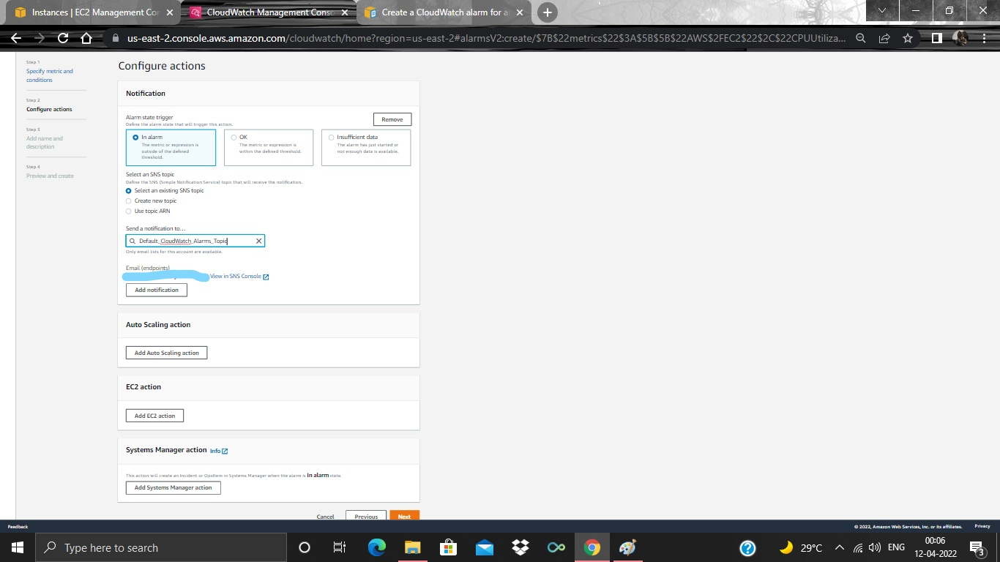 Instances | EC2 Management Con
CloudWatch Management Conso
Create a CloudWatch alarm for a
us-east-2.console.aws.amazon.com/cloudwatch/home?region=us-east-2#alarmsV2:create/$7B$22metrics$22$3A$5B$5B$22AWS$2FEC2$22$2C$22CPUUtiliza...
Step 1
Specify metric and
conditions
Step 2
Configure actions
Step 3
Add name and
description
Step 4
Preview and create
Configure actions
Notification
Alarm state trigger
Define the alarm state that will trigger this action.
Remove
In alarm
The metric or expression is
outside of the defined
threshold.
OK
The metric or expression is
within the defined threshold.
Insufficient data
The alarm has just started or
not enough data is available.
Select an SNS topic
Define the SNS (Simple Notification Service) topic that will receive the notification.
Select an existing SNS topic
Create new topic
Use topic ARN
Send a notification to...
Default_CloudWatch_Alarms_Topic
Only email lists for this account are available.
Email (endpoints)
View in SNS Console
Add notification
Auto Scaling action
Add Auto Scaling action
EC2 action
Add EC2 action
Systems Manager action Info
This action will create an Incident or OpsItem in Systems Manager when the alarm is In alarm state.
Add Systems Manager action
Cancel
Previous
Next
Feedback
© 2022, Amazon Web Services, Inc. or its affiliates.
Privacy
Type here to search
29°C
ENG
00:06
12-04-2022
3